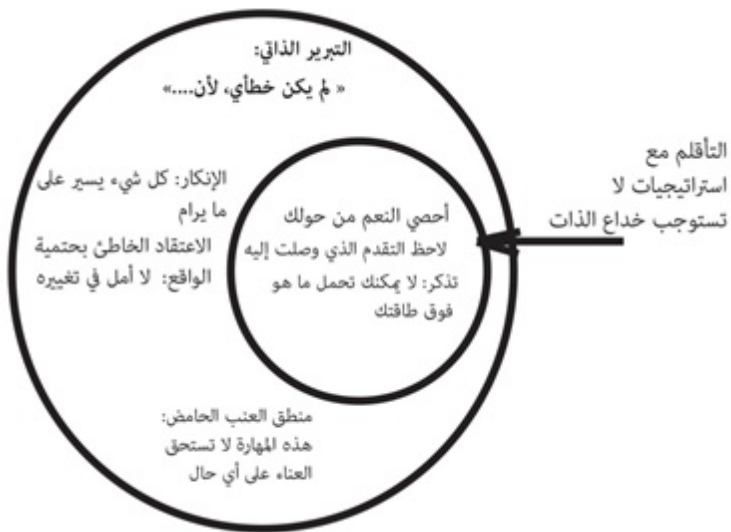 التبرير الذاتي:
« لم يكن خطأي، لأن....»
الإنكار: كل شيء يسير على
ما يرام
الاعتقاد الخاطئ بحتمية
الواقع: لا أمل في تغييره
أحصي النعم من حولك
لاحظ التقدم الذي وصلت إليه
تذكر: لا يمكنك تحمل ما هو
فوق طاقتك
التأقلم مع
استراتيجيات لا
تستوجب خداع الذات
منطق العنب الحامض:
هذه المهارة لا تستحق
العناء على أي حال